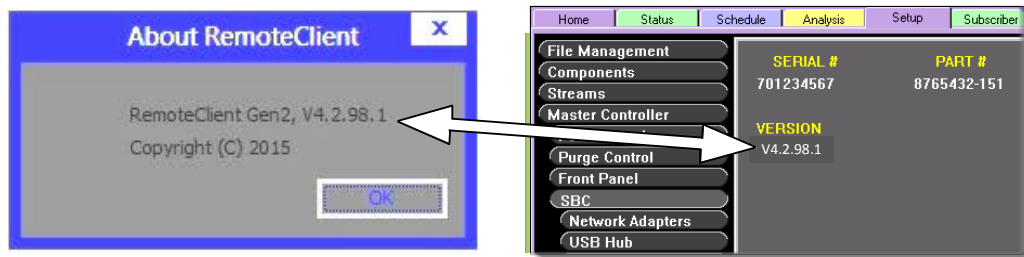 About RemoteClient
x
RemoteClient Gen2, V4.2.98.1
Copyright (C) 2015
OK
Home Status Schedule Analysis Setup Subscriber
File Management
Components
Streams
Master Controller
Purge Control
Front Panel
SBC
Network Adapters
USB Hub
SERIAL # PART #
701234567 8765432-151
VERSION
V4.2.98.1